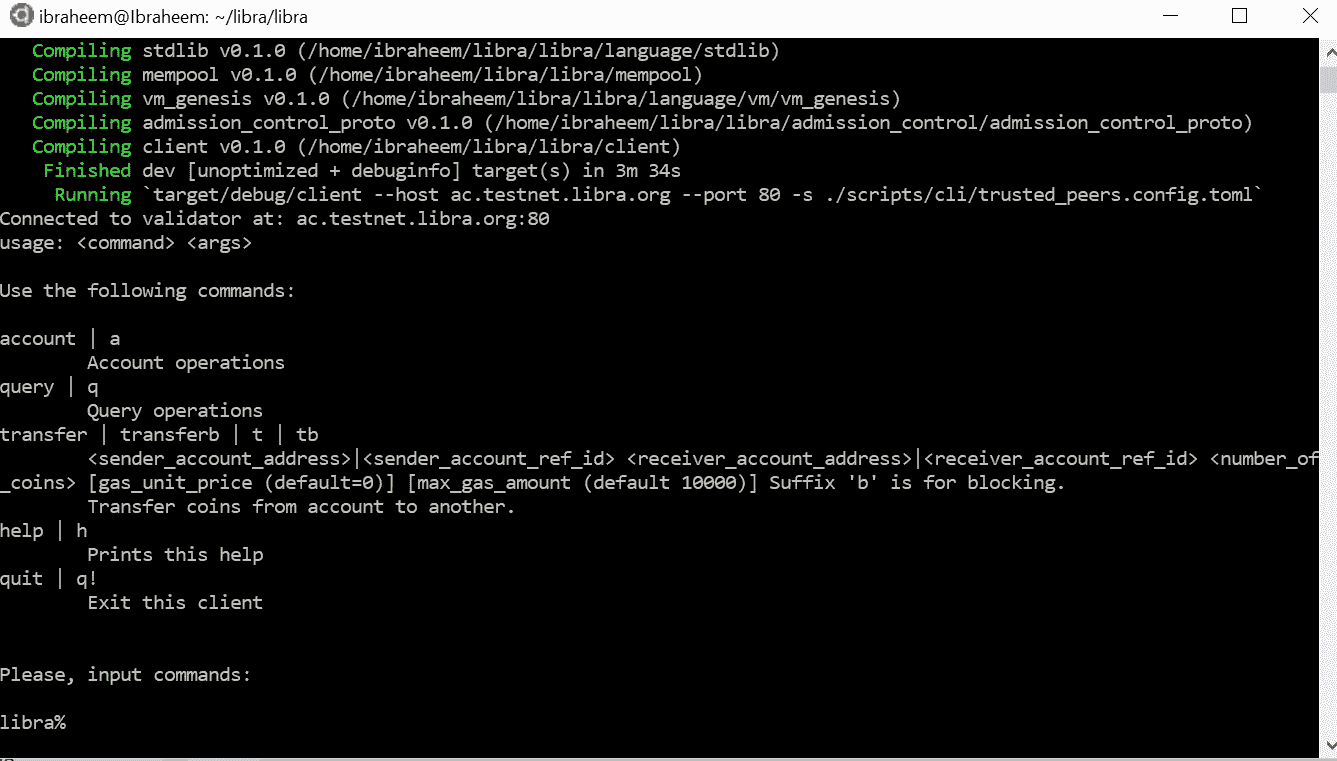 ibraheem@Ibraheem: ~/libra/libra
Compiling stdlib v0.1.0 (/home/ibraheem/libra/libra/language/stdlib)
Compiling mempool v0.1.0 (/home/ibraheem/libra/libra/mempool)
Compiling vm_genesis v0.1.0 (/home/ibraheem/libra/libra/language/vm/vm_genesis)
Compiling admission_control_proto v0.1.0 (/home/ibraheem/libra/libra/admission_control/admission_control_proto)
Compiling client v0.1.0 (/home/ibraheem/libra/libra/client)
Finished dev [unoptimized + debuginfo] target(s) in 3m 34s
Running `target/debug/client --host ac.testnet.libra.org --port 80 -s ./scripts/cli/trusted_peers.config.toml`
Connected to validator at: ac.testnet.libra.org:80
usage: <command> <args>
Use the following commands:
account | a
Account operations
query | q
Query operations
transfer | transferb | t | tb
<sender_account_address>|<sender_account_ref_id> <receiver_account_address>|<receiver_account_ref_id> <number_of
_coins> [gas_unit_price (default=0)] [max_gas_amount (default 10000)] Suffix 'b' is for blocking.
Transfer coins from account to another.
help | h
Prints this help
quit | q!
Exit this client
Please, input commands:
libra%